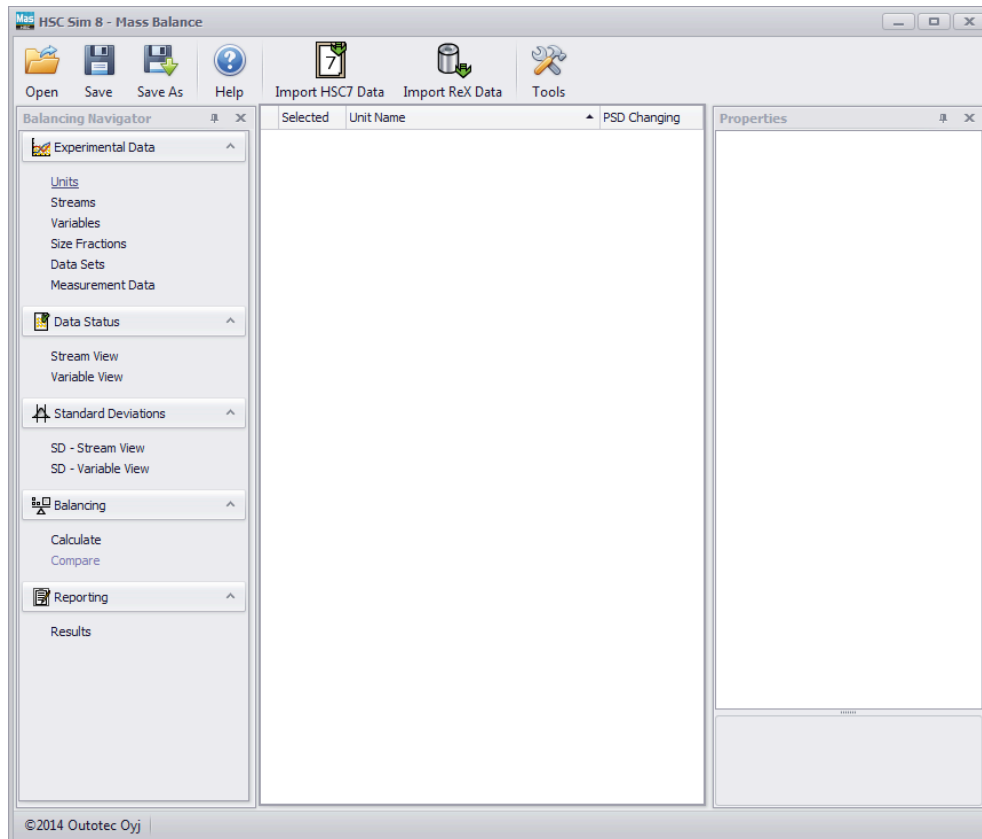 Mas HSC Sim 8 - Mass Balance
Open Save Save As Help 7 Import HSC7 Data Import ReX Data Tools
Balancing Navigator
Experimental Data
Units
Streams
Variables
Size Fractions
Data Sets
Measurement Data
Data Status
Stream View
Variable View
Standard Deviations
SD - Stream View
SD - Variable View
Balancing
Calculate
Compare
Reporting
Results
Selected Unit Name PSD Changing
Properties
©2014 Outotec Oyj